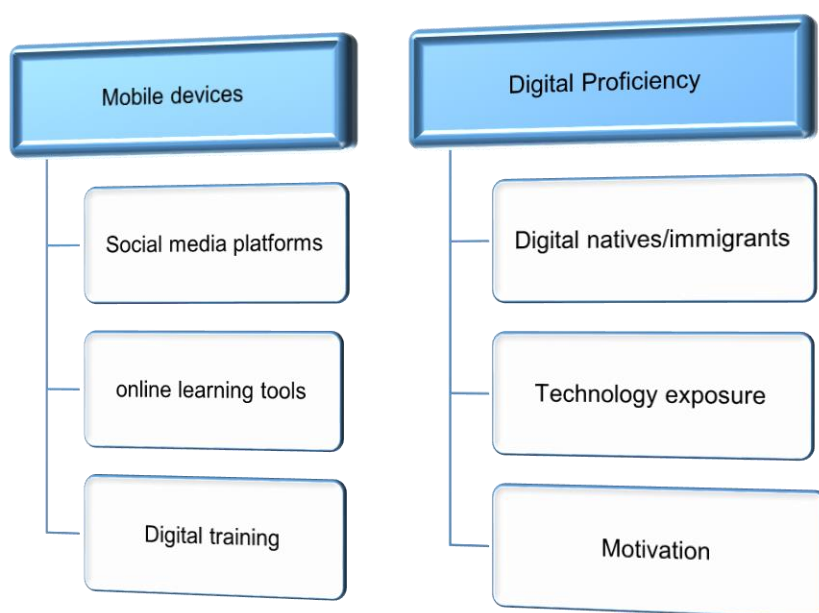 Mobile devices
Social media platforms
online learning tools
Digital training
Digital Proficiency
Digital natives/immigrants
Technology exposure
Motivation